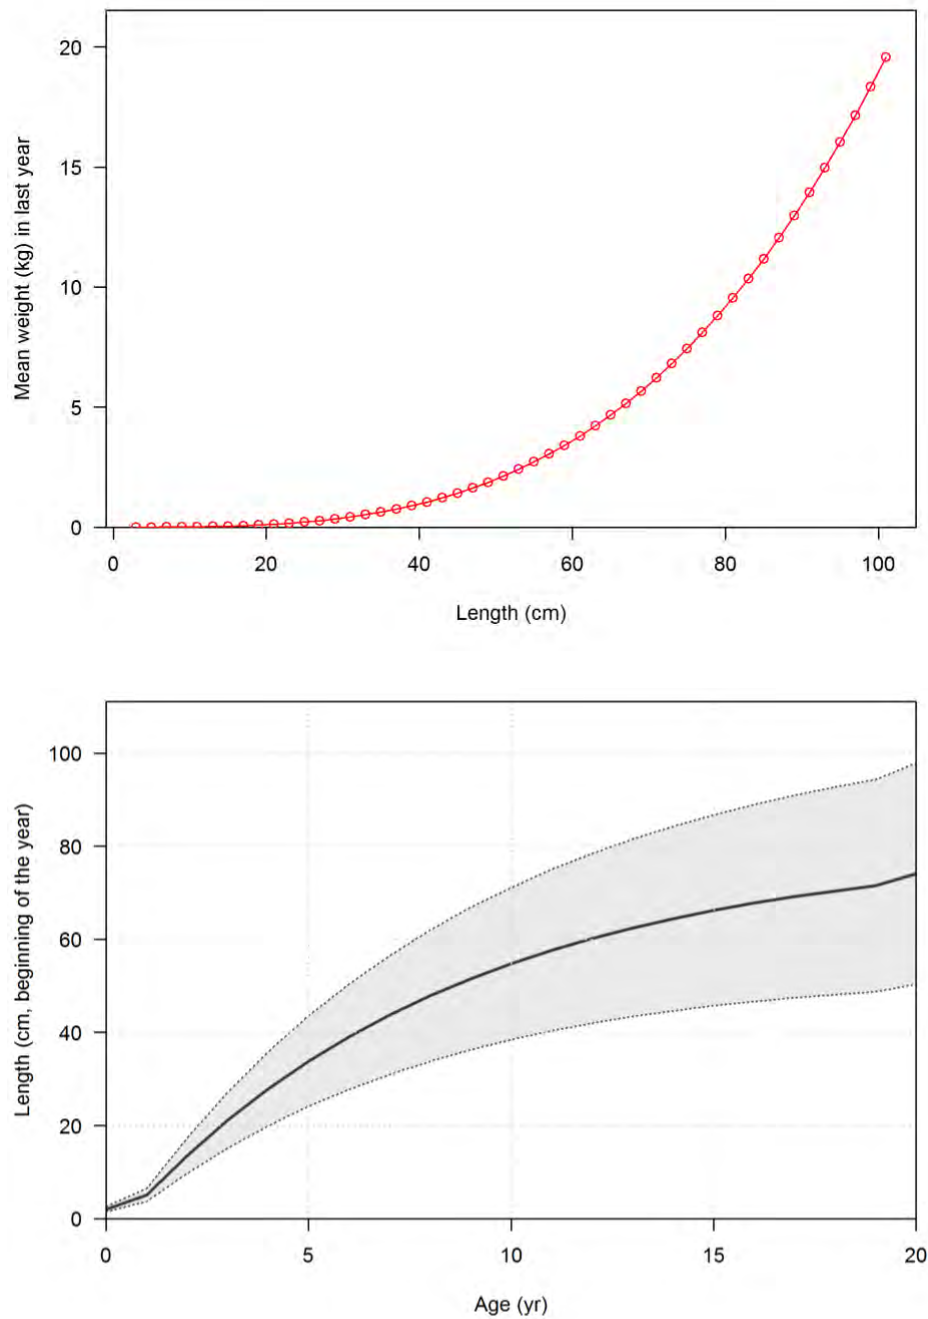 20
15
10
5
0
Mean weight (kg) in last year
0 20 40 60 80 100
Length (cm)
100
80
60
40
20
0
Length (cm, beginning of the year)
0 5 10 15 20
Age (yr)